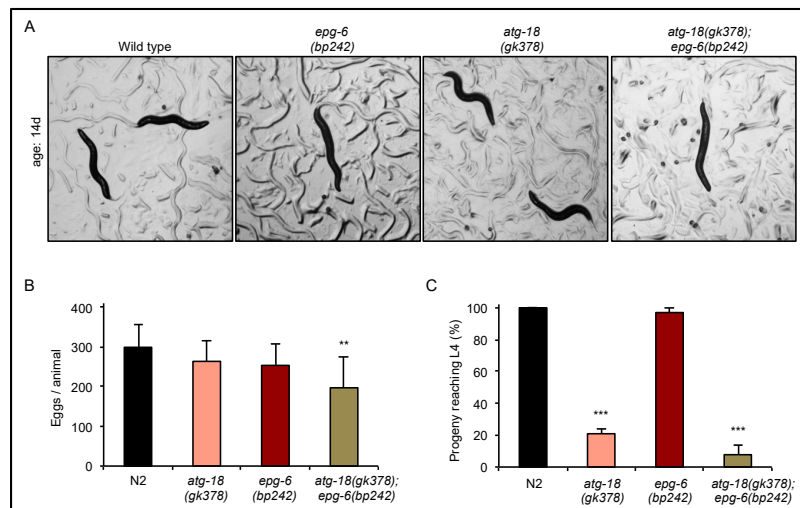 A
Wild type
epg-6
(bp242)
atg-18
(gk378)
atg-18(gk378);
epg-6(bp242)
age: 14d
B
Eggs / animal
400
300
200
100
0
**
N2
atg-18
(gk378)
epg-6
(bp242)
atg-18(gk378);
epg-6(bp242)
C
Progeny reaching L4 (%)
100
80
60
40
20
0
***
***
N2
atg-18
(gk378)
epg-6
(bp242)
atg-18(gk378);
epg-6(bp242)